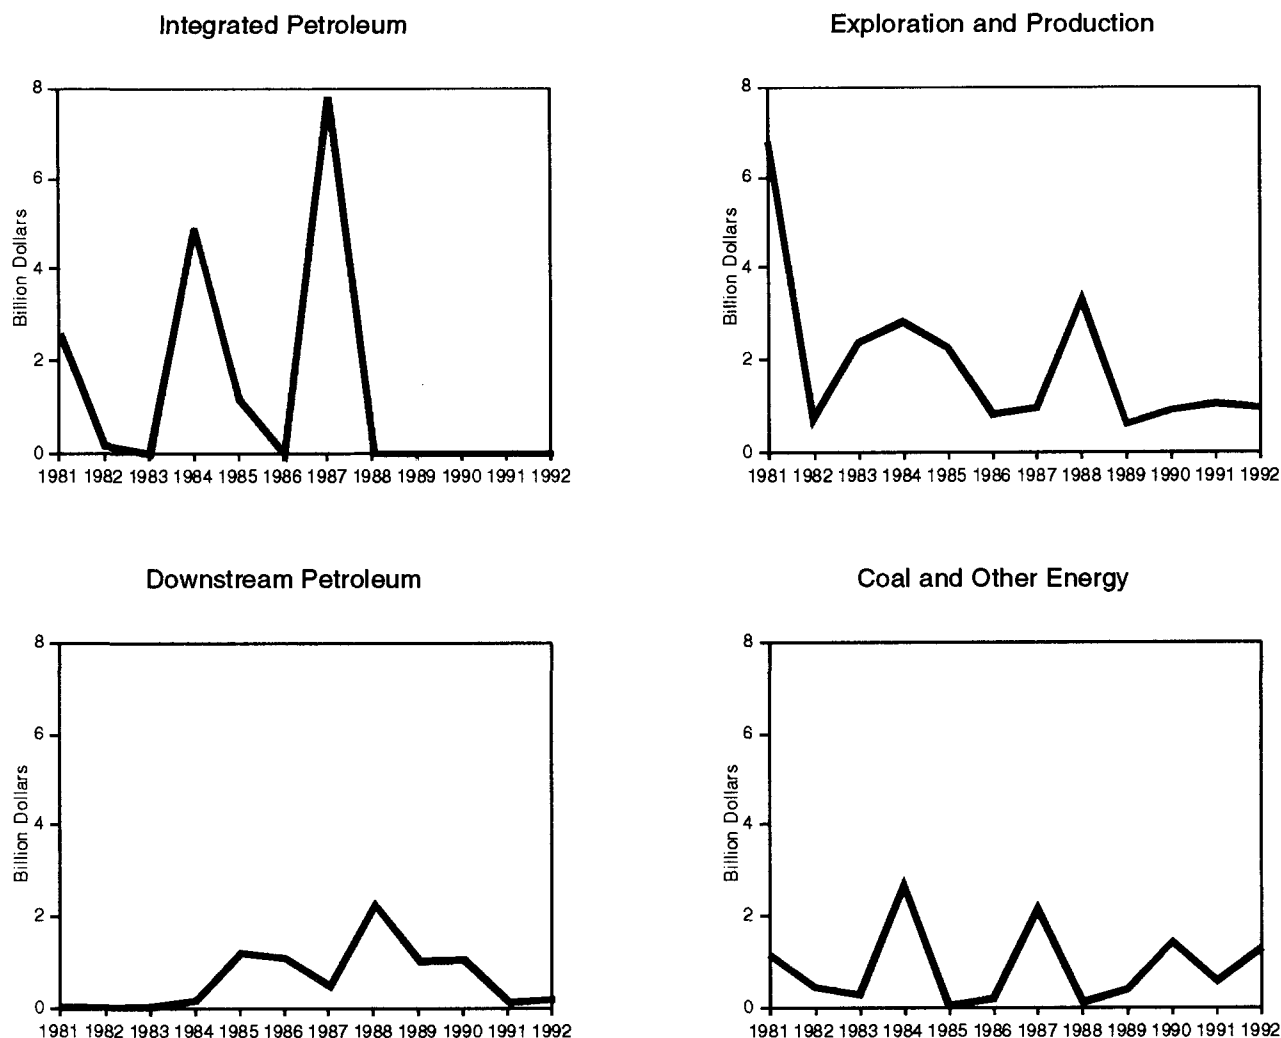 Integrated Petroleum
8
6
4
2
0
Billion Dollars
1981 1982 1983 1984 1985 1986 1987 1988 1989 1990 1991 1992
Exploration and Production
8
6
4
2
0
Billion Dollars
1981 1982 1983 1984 1985 1986 1987 1988 1989 1990 1991 1992
Downstream Petroleum
8
6
4
2
0
Billion Dollars
1981 1982 1983 1984 1985 1986 1987 1988 1989 1990 1991 1992
Coal and Other Energy
8
6
4
2
0
Billion Dollars
1981 1982 1983 1984 1985 1986 1987 1988 1989 1990 1991 1992